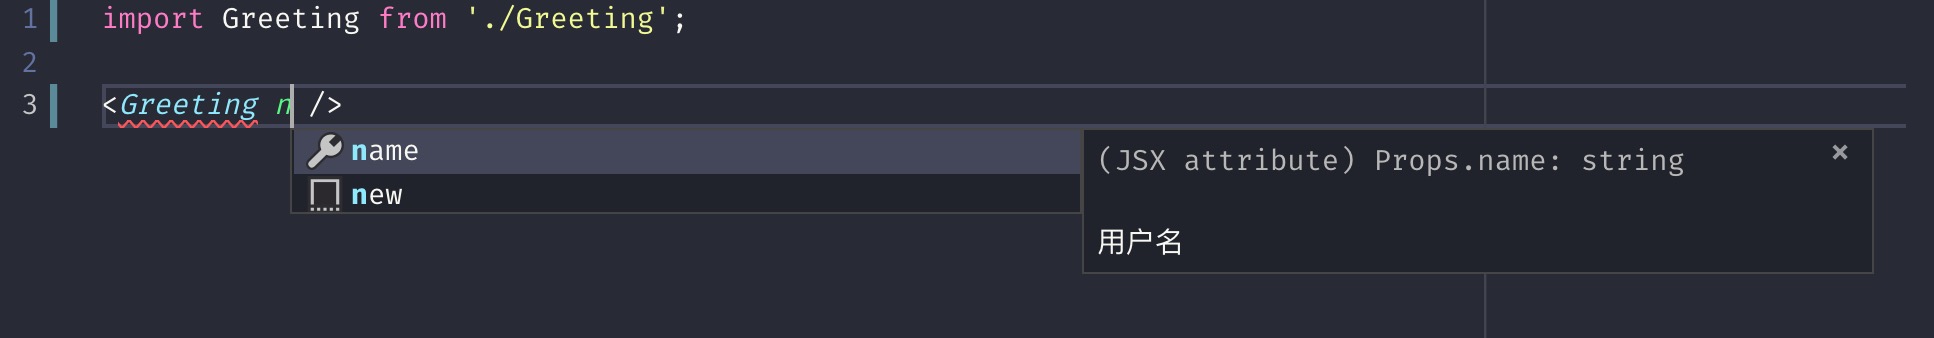 1 import Greeting from './Greeting';
2
3 <Greeting n />
name
new
(JSX attribute) Props.name: string ×
用户名